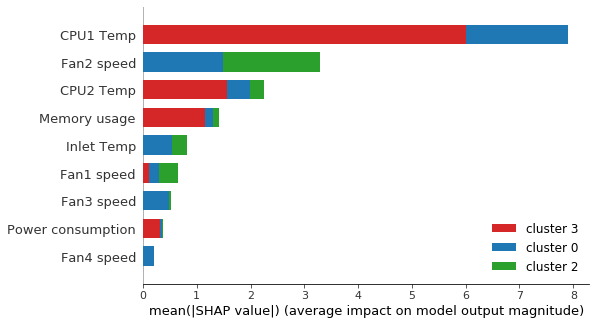 CPU1 Temp
Fan2 speed
CPU2 Temp
Memory usage
Inlet Temp
Fan1 speed
Fan3 speed
Power consumption
Fan4 speed
cluster 3
cluster 0
cluster 2
0 1 2 3 4 5 6 7 8
mean(|SHAP value|) (average impact on model output magnitude)